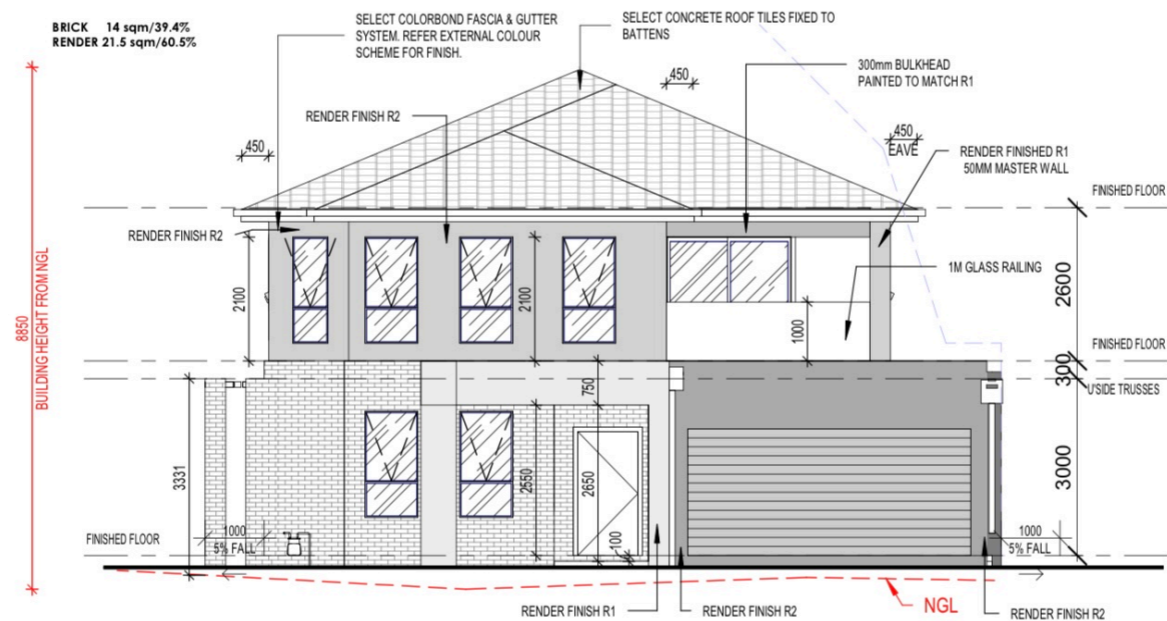 BRICK 14 sqm/39.4%
RENDER 21.5 sqm/60.5%
SELECT COLORBOND FASCIA & GUTTER
SYSTEM. REFER EXTERNAL COLOUR
SCHEME FOR FINISH.
SELECT CONCRETE ROOF TILES FIXED TO
BATTENS
300mm BULKHEAD
PAINTED TO MATCH R1
450
RENDER FINISH R2
450
450
EAVE
RENDER FINISHED R1
50MM MASTER WALL
FINISHED FLOOR
RENDER FINISH R2
2100
2100
1M GLASS RAILING
1000
2600
8850
BUILDING HEIGHT FROM NGL
FINISHED FLOOR
300
U'SIDE TRUSSES
750
3331
2550
2650
3000
100
FINISHED FLOOR
1000
5% FALL
1000
5% FALL
RENDER FINISH R1
RENDER FINISH R2
NGL
RENDER FINISH R2